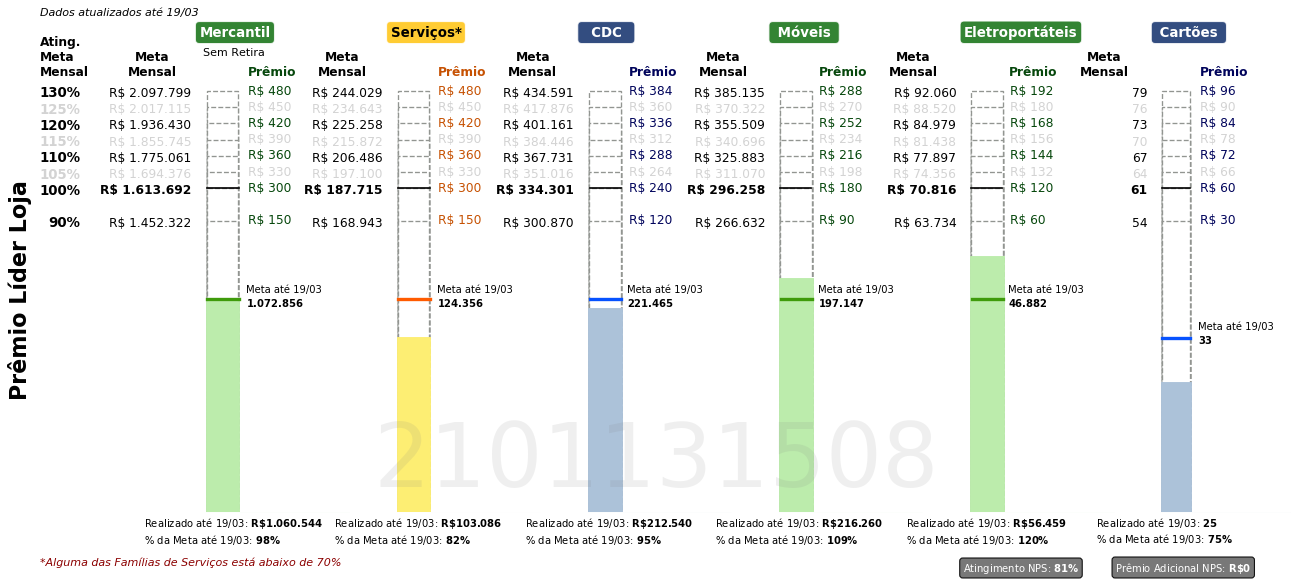 Dados atualizados até 19/03
Mercantil Serviços* CDC Móveis Eletroportáteis Cartões
Sem Retira
Ating. Meta Mensal
Meta Mensal Prêmio Meta Mensal Prêmio Meta Mensal Prêmio Meta Mensal Prêmio Meta Mensal Prêmio Meta Mensal Prêmio
130% R$ 2.097.799 R$ 480 R$ 244.029 R$ 480 R$ 434.591 R$ 384 R$ 385.135 R$ 288 R$ 92.060 R$ 192 79 R$ 96
125% R$ 2.017.115 R$ 450 R$ 234.643 R$ 450 R$ 417.876 R$ 360 R$ 370.322 R$ 270 R$ 88.520 R$ 180 76 R$ 90
120% R$ 1.936.430 R$ 420 R$ 225.258 R$ 420 R$ 401.161 R$ 336 R$ 355.509 R$ 252 R$ 84.979 R$ 168 73 R$ 84
115% R$ 1.855.745 R$ 390 R$ 215.872 R$ 390 R$ 384.446 R$ 312 R$ 340.696 R$ 234 R$ 81.438 R$ 156 70 R$ 78
110% R$ 1.775.061 R$ 360 R$ 206.486 R$ 360 R$ 367.731 R$ 288 R$ 325.883 R$ 216 R$ 77.897 R$ 144 67 R$ 72
105% R$ 1.694.376 R$ 330 R$ 197.100 R$ 330 R$ 351.016 R$ 264 R$ 311.070 R$ 198 R$ 74.356 R$ 132 64 R$ 66
100% R$ 1.613.692 R$ 300 R$ 187.715 R$ 300 R$ 334.301 R$ 240 R$ 296.258 R$ 180 R$ 70.816 R$ 120 61 R$ 60
90% R$ 1.452.322 R$ 150 R$ 168.943 R$ 150 R$ 300.870 R$ 120 R$ 266.632 R$ 90 R$ 63.734 R$ 60 54 R$ 30
Prêmio Líder Loja
Meta até 19/03 Meta até 19/03 Meta até 19/03 Meta até 19/03 Meta até 19/03
1.072.856 124.356 221.465 197.147 46.882
Meta até 19/03
33
2101131508
Realizado até 19/03: R$1.060.544 Realizado até 19/03: R$103.086 Realizado até 19/03: R$212.540 Realizado até 19/03: R$216.260 Realizado até 19/03: R$56.459 Realizado até 19/03: 25
% da Meta até 19/03: 98% % da Meta até 19/03: 82% % da Meta até 19/03: 95% % da Meta até 19/03: 109% % da Meta até 19/03: 120% % da Meta até 19/03: 75%
*Alguma das Famílias de Serviços está abaixo de 70%
Atingimento NPS: 81% Prêmio Adicional NPS: R$0